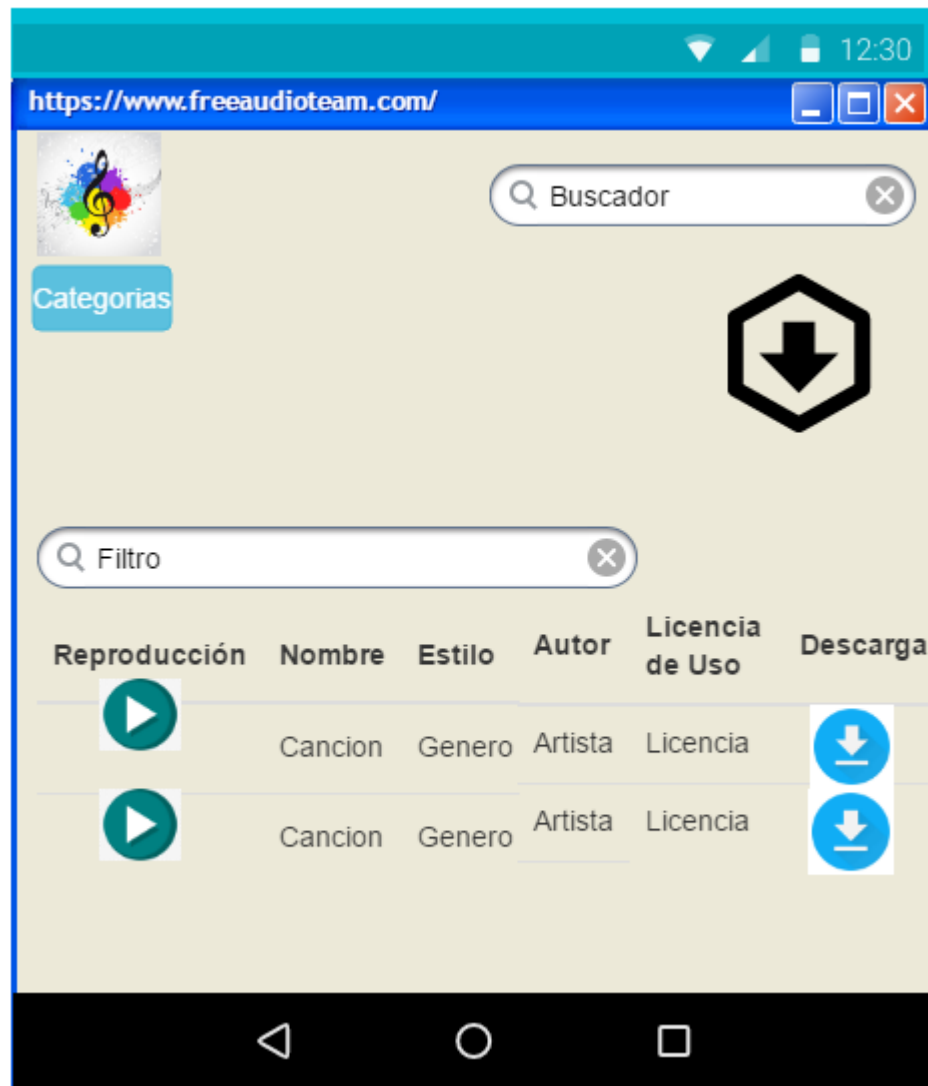 12:30
https://www.freeaudioteam.com/
Buscador
Categorias
Filtro
Reproducción Nombre Estilo Autor Licencia de Uso Descarga
Cancion Genero Artista Licencia
Cancion Genero Artista Licencia